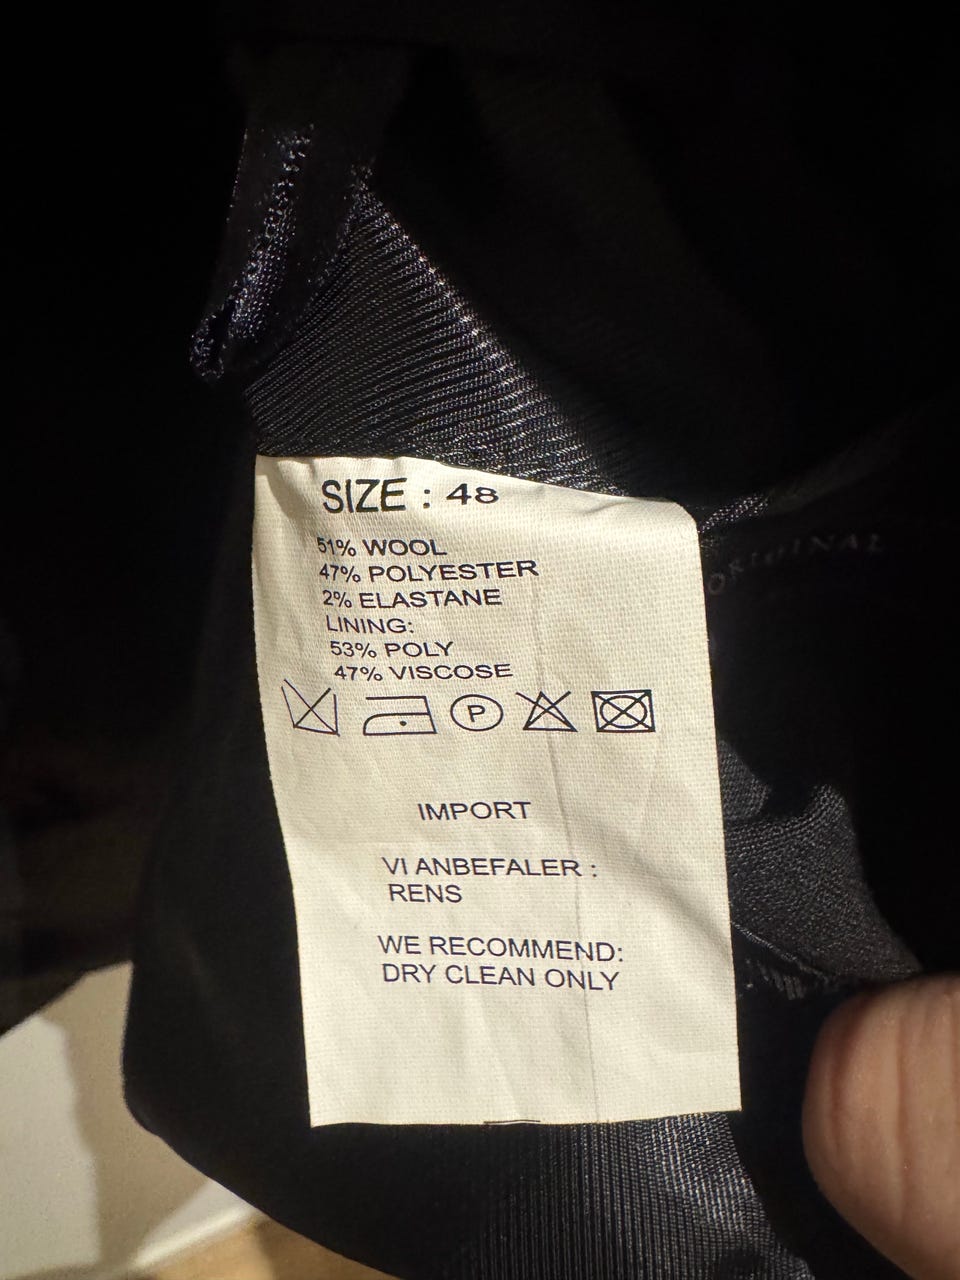 SIZE : 48
51% WOOL
47% POLYESTER
2% ELASTANE
LINING:
53% POLY
47% VISCOSE
P
IMPORT
VI ANBEFALER :
RENS
WE RECOMMEND:
DRY CLEAN ONLY
ORIGINAL